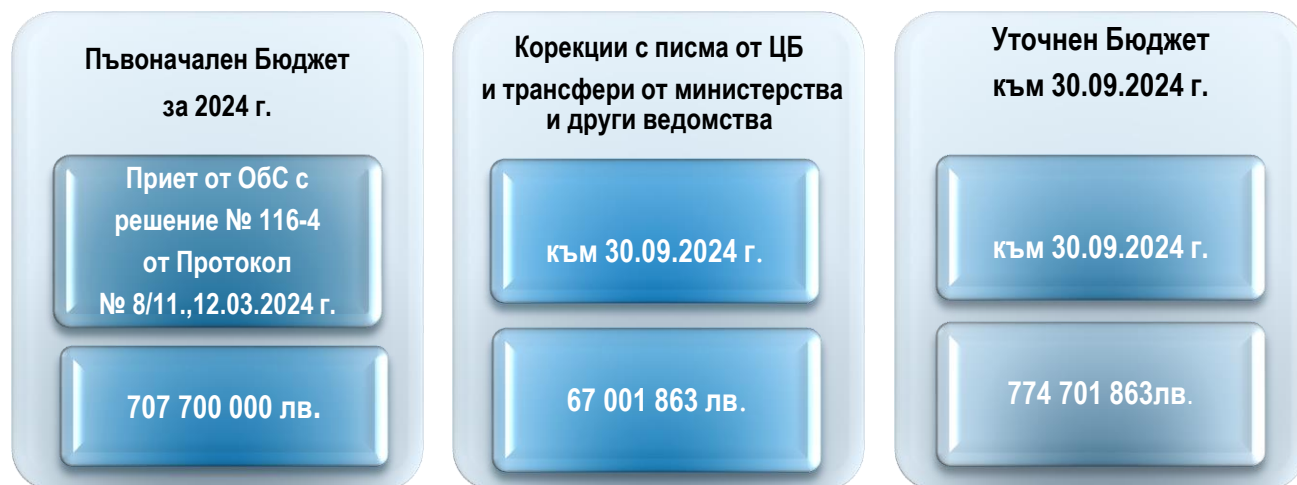 Пъвоначален Бюджет
за 2024 г.
Приет от ОбС с
решение № 116-4
от Протокол
№ 8/11.,12.03.2024 г.
707 700 000 лв.
Корекции с писма от ЦБ
и трансфери от министерства
и други ведомства
към 30.09.2024 г.
67 001 863 лв.
Уточнен Бюджет
към 30.09.2024 г.
към 30.09.2024 г.
774 701 863лв.